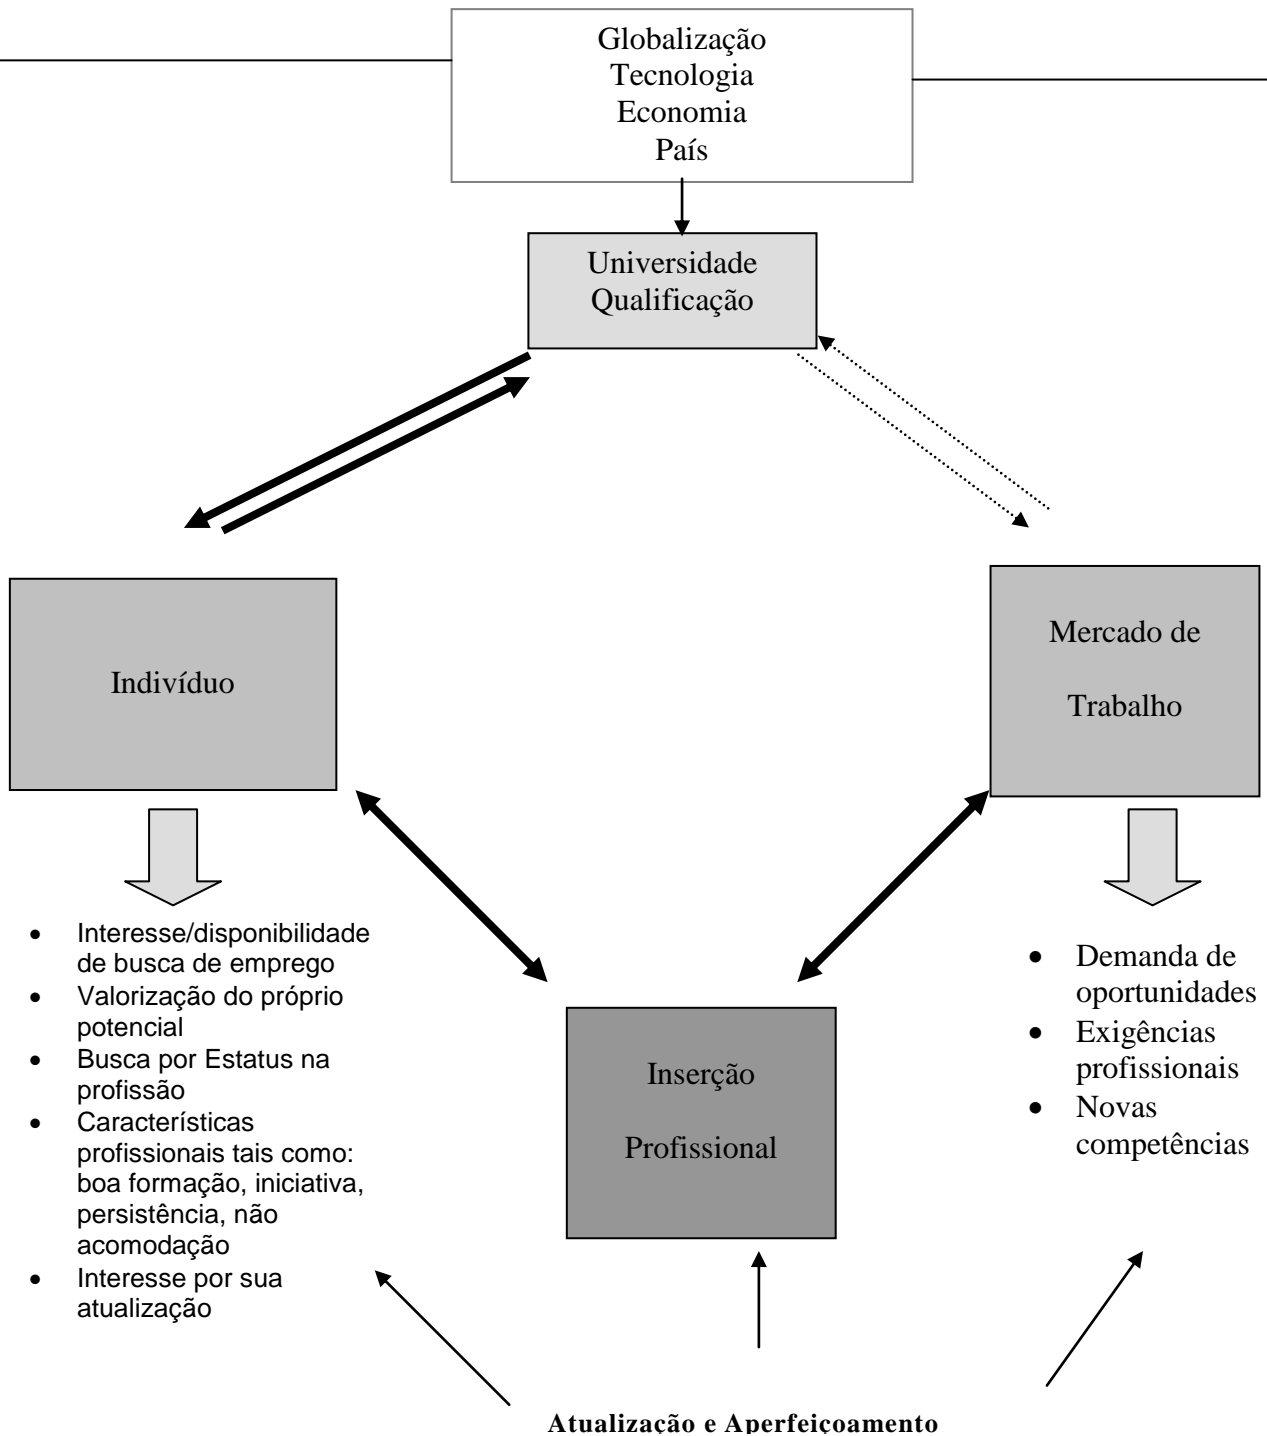 Globalização
Tecnologia
Economia
País
Universidade
Qualificação
Indivíduo
Mercado de
Trabalho
• Interesse/disponibilidade
de busca de emprego
• Valorização do próprio
potencial
• Busca por Estatus na
profissão
• Características
profissionais tais como:
boa formação, iniciativa,
persistência, não
acomodação
• Interesse por sua
atualização
Inserção
Profissional
• Demanda de
oportunidades
• Exigências
profissionais
• Novas
competências
Atualização e Aperfeiçoamento